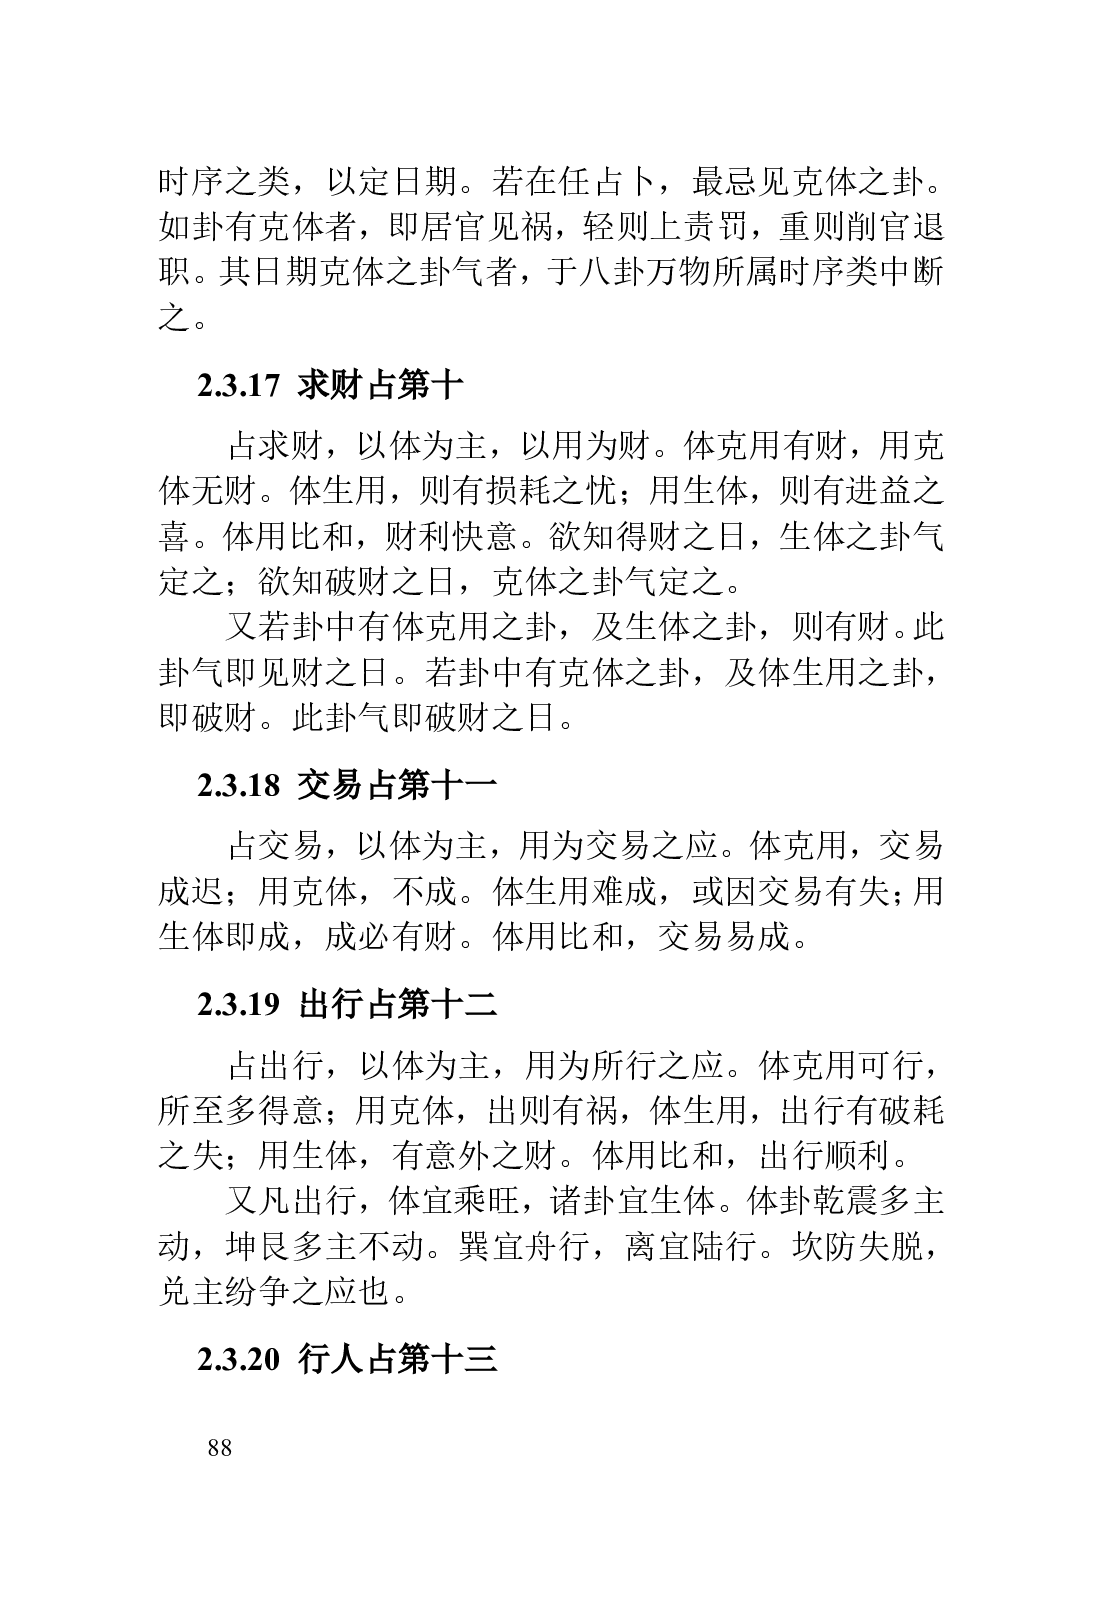 时序之类，以定日期。若在任占卜，最忌见克体之卦。
如卦有克体者，即居官见祸，轻则上责罚，重则削官退
职。其日期克体之卦气者，于八卦万物所属时序类中断
之。
2.3.17 求财占第十
占求财，以体为主，以用为财。体克用有财，用克
体无财。体生用，则有损耗之忧；用生体，则有进益之
喜。体用比和，财利快意。欲知得财之日，生体之卦气
定之；欲知破财之日，克体之卦气定之。
又若卦中有体克用之卦，及生体之卦，则有财。此
卦气即见财之日。若卦中有克体之卦，及体生用之卦，
即破财。此卦气即破财之日。
2.3.18 交易占第十一
占交易，以体为主，用为交易之应。体克用，交易
成迟；用克体，不成。体生用难成，或因交易有失；用
生体即成，成必有财。体用比和，交易易成。
2.3.19 出行占第十二
占出行，以体为主，用为所行之应。体克用可行，
所至多得意；用克体，出则有祸，体生用，出行有破耗
之失；用生体，有意外之财。体用比和，出行顺利。
又凡出行，体宜乘旺，诸卦宜生体。体卦乾震多主
动，坤艮多主不动。巽宜舟行，离宜陆行。坎防失脱，
兑主纷争之应也。
2.3.20 行人占第十三
88